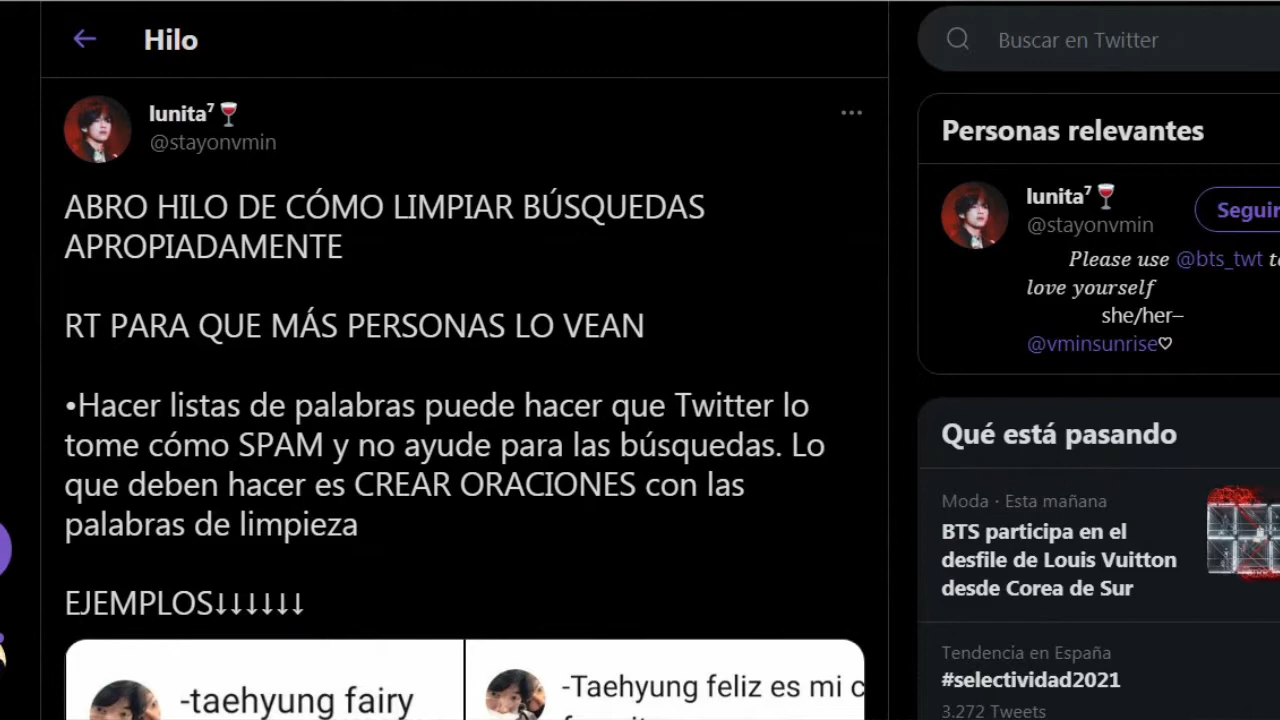 Hilo
lunita⁷🍷
@stayonvmin
ABRO HILO DE CÓMO LIMPIAR BÚSQUEDAS
APROPIADAMENTE
RT PARA QUE MÁS PERSONAS LO VEAN
•Hacer listas de palabras puede hacer que Twitter lo
tome cómo SPAM y no ayude para las búsquedas. Lo
que deben hacer es CREAR ORACIONES con las
palabras de limpieza
EJEMPLOS↓↓↓↓↓↓
-taehyung fairy
-Taehyung feliz es mi c
Buscar en Twitter
Personas relevantes
lunita⁷🍷
Seguir
@stayonvmin
Please use @bts_twt
love yourself
she/her–
@vminsunrise♡
Qué está pasando
Moda · Esta mañana
BTS participa en el
desfile de Louis Vuitton
desde Corea de Sur
Tendencia en España
#selectividad2021
3.272 Tweets